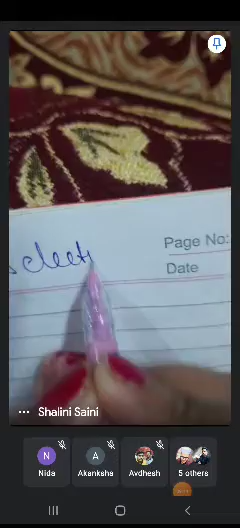 Page No:
Date
Shalini Saini
N
A
Nida
Akanksha
Avdhesh
5 others